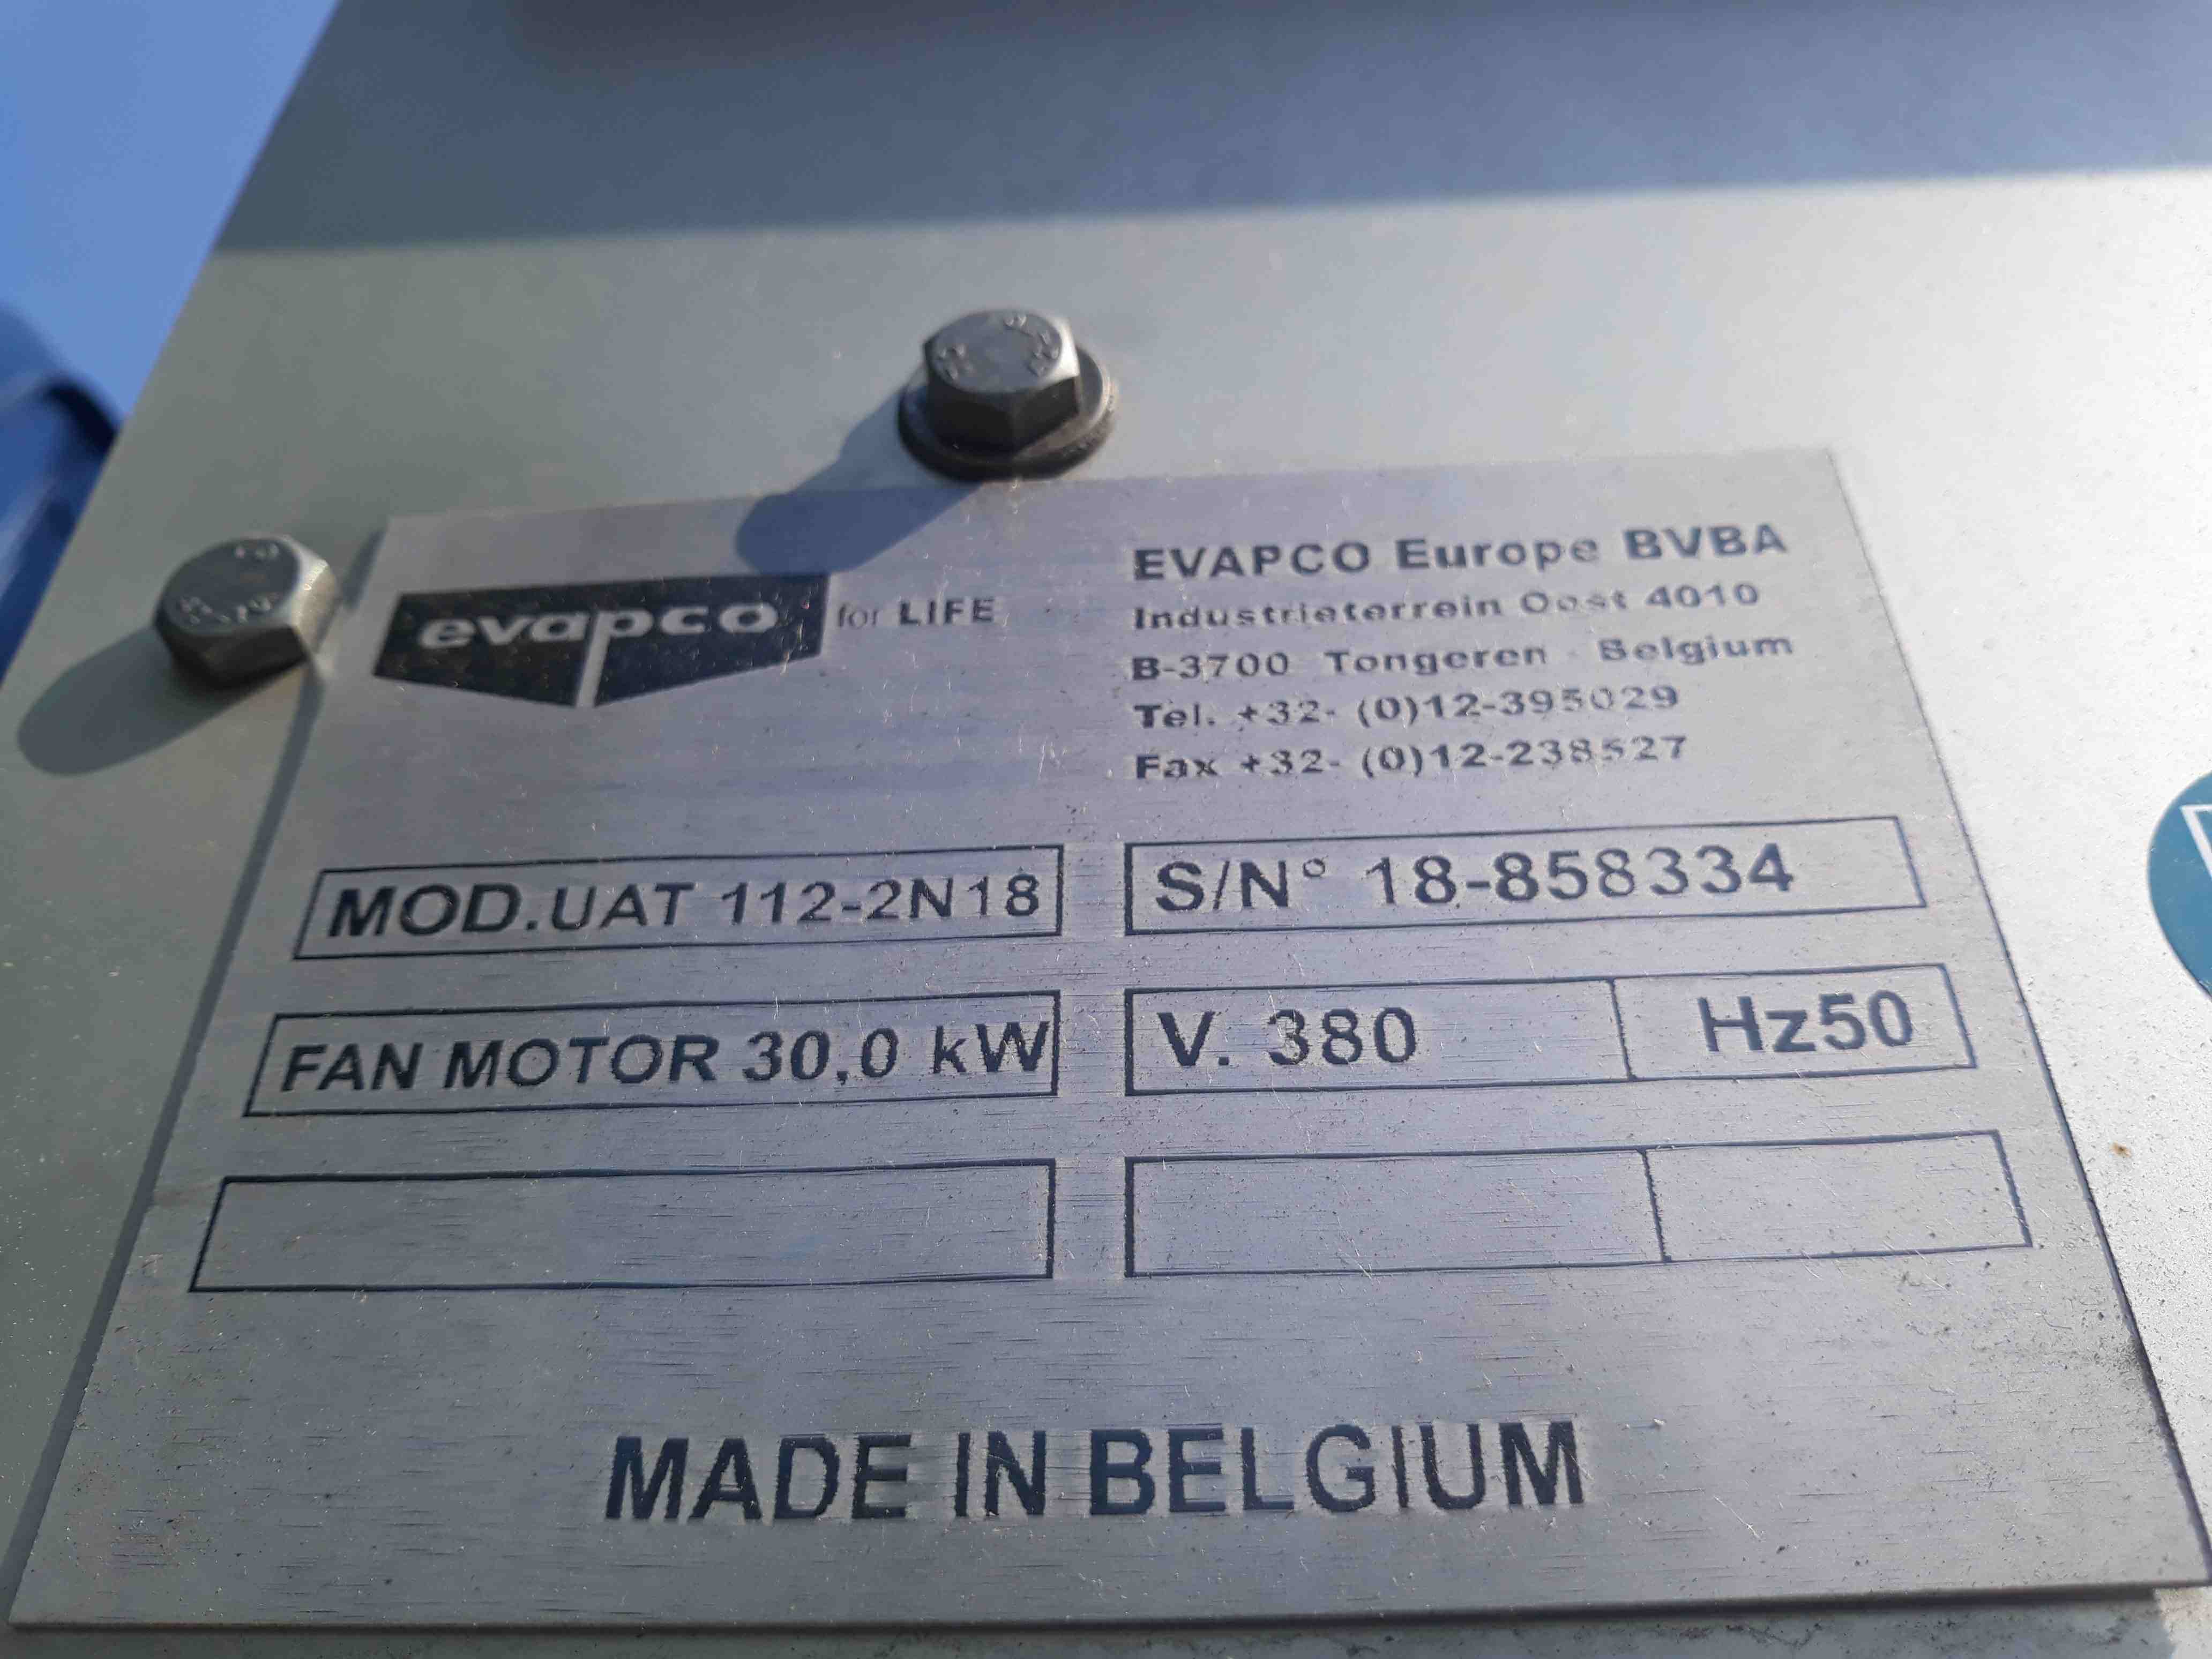 evapco for LIFE
EVAPCO Europe BVBA
Industrieterrein Oost 4010
B-3700 Tongeren - Belgium
Tel. +32- (0)12-395029
Fax +32- (0)12-238527
MOD.UAT 112-2N18
S/N° 18-858334
FAN MOTOR 30,0 kW
V. 380
Hz50
MADE IN BELGIUM